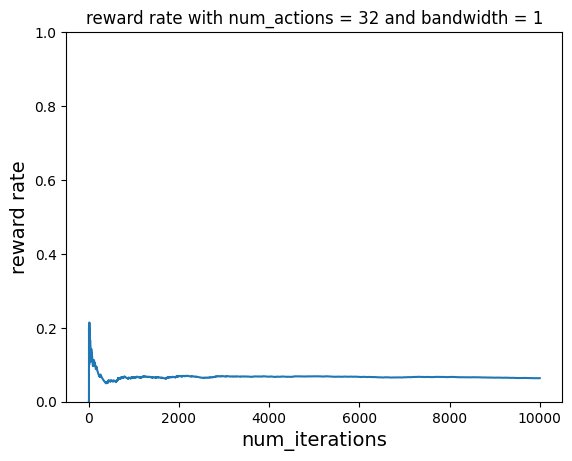 reward rate with num_actions = 32 and bandwidth = 1
1.0
0.8
0.6
0.4
0.2
0.0
reward rate
0 2000 4000 6000 8000 10000
num_iterations